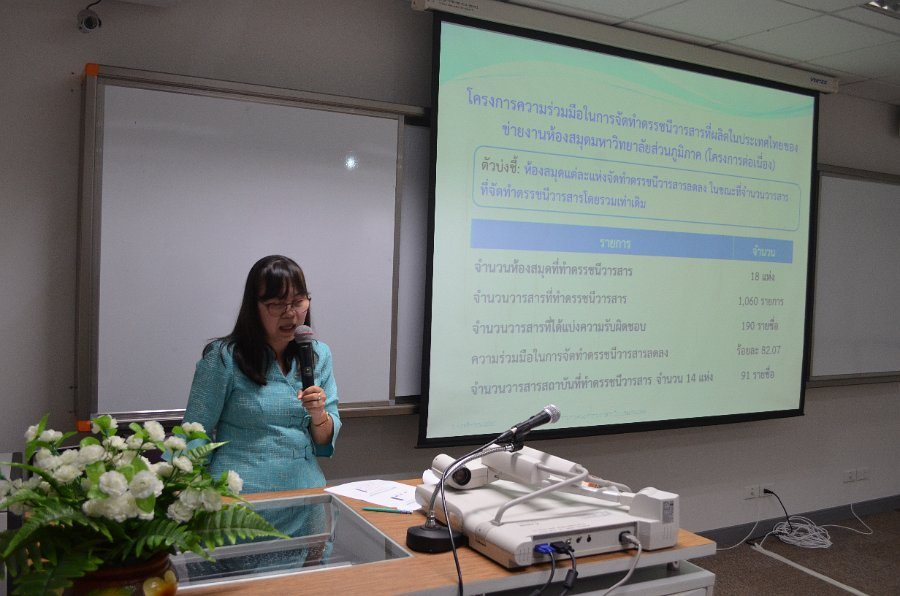 โครงการความร่วมมือในการจัดทำดรรชนีวารสารที่ผลิตในประเทศไทยของ
ข่ายงานห้องสมุดมหาวิทยาลัยส่วนภูมิภาค (โครงการต่อเนื่อง)
ตัวบ่งชี้: ห้องสมุดแต่ละแห่งจัดทำดรรชนีวารสารลดลง ในขณะที่จำนวนวารสาร
ที่จัดทำดรรชนีวารสารโดยรวมเท่าเดิม
รายการ จำนวน
จำนวนห้องสมุดที่ทำดรรชนีวารสาร 18 แห่ง
จำนวนวารสารที่ทำดรรชนีวารสาร 1,060 รายการ
จำนวนวารสารที่ได้แบ่งความรับผิดชอบ 190 รายชื่อ
ความร่วมมือในการจัดทำดรรชนีวารสารลดลง ร้อยละ 82.07
จำนวนวารสารสถาบันที่ทำดรรชนีวารสาร จำนวน 14 แห่ง 91 รายชื่อ